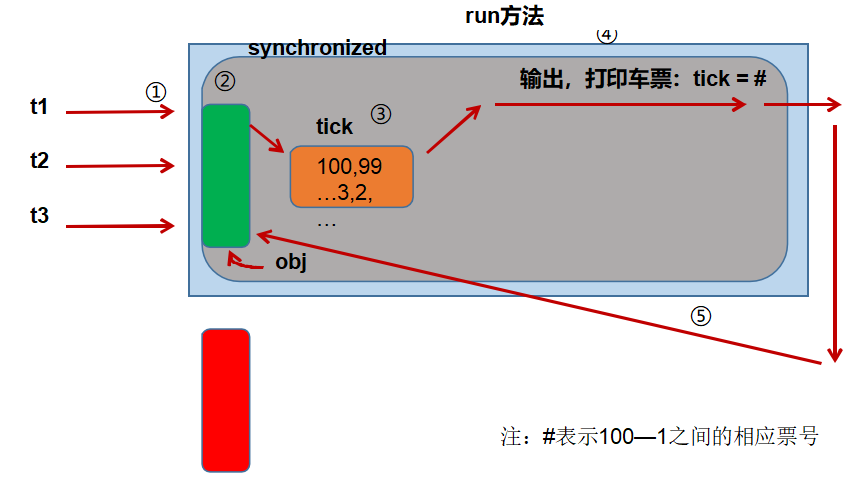 run方法
④
synchronized
①
②
输出，打印车票：tick = #
t1
tick
③
t2
100,99
…3,2,
…
t3
obj
⑤
注：#表示100—1之间的相应票号